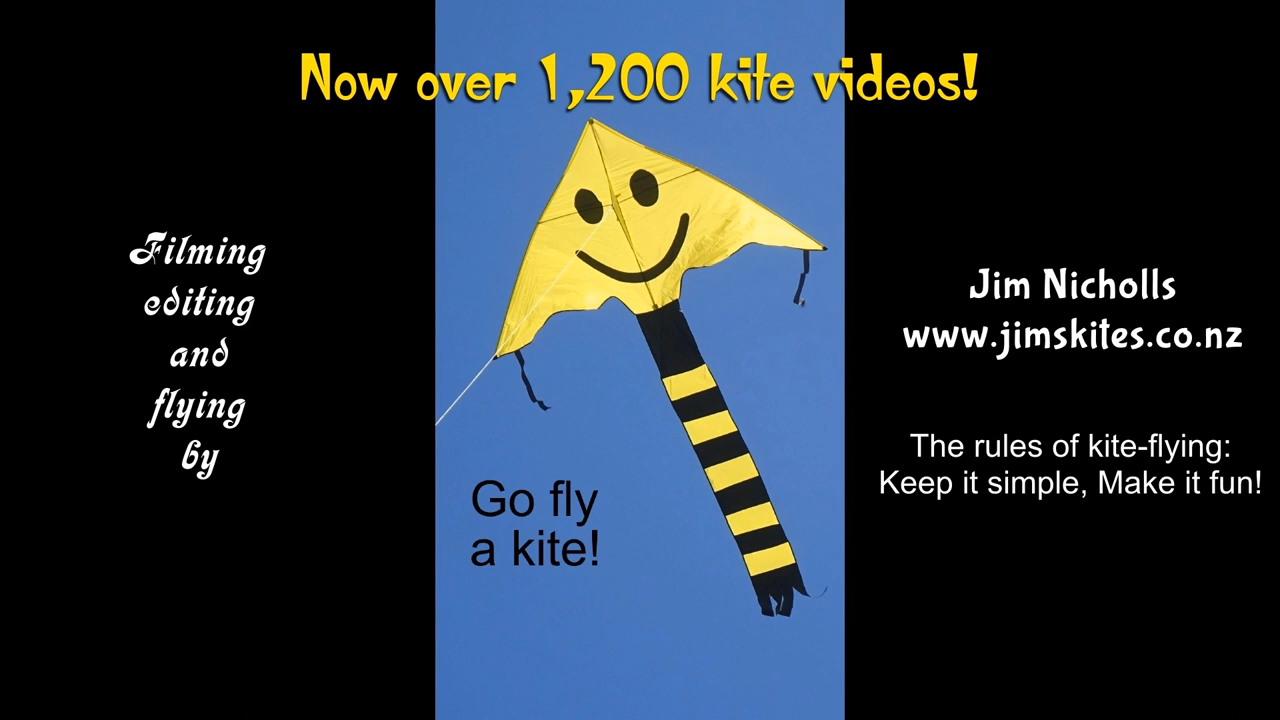 Now over 1,200 kite videos!
Filming
editing
and
flying
by
Jim Nicholls
www.jimskites.co.nz
The rules of kite-flying:
Keep it simple, Make it fun!
Go fly
a kite!